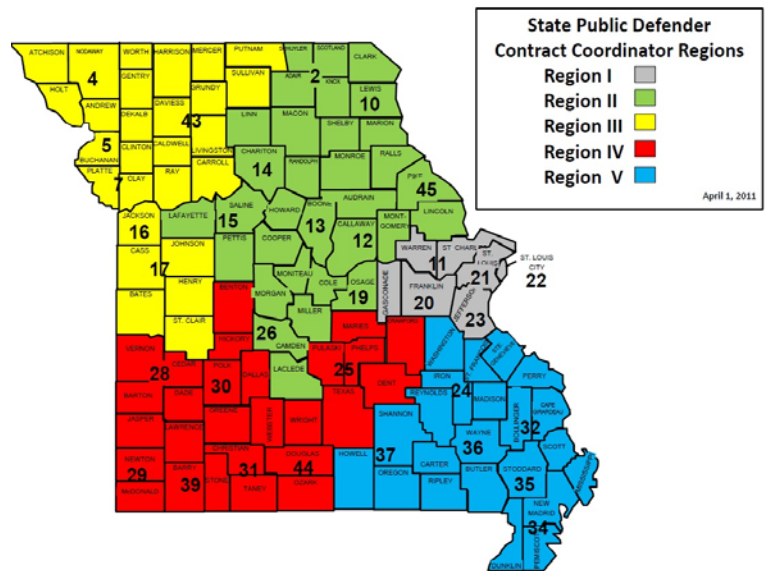 State Public Defender
Contract Coordinator Regions
Region I
Region II
Region III
Region IV
Region V
April 1, 2011
ATCHISON
NODAWAY
WORTH
HARRISON
MERCER
PUTNAM
SCOTLAND
CLARK
4
2
HOLT
GENTRY
SULLIVAN
ADAIR
KNOX
GRUNDY
LEWIS
ANDREW
DAVIESS
10
DEKALB
43
LINN
MACON
SHELBY
MARION
5
BUCHANAN
CLINTON
CALDWELL
LIVINGSTON
CHARITON
RANDOLPH
MONROE
RALLS
PLATTE
CARROLL
14
7
CLAY
RAY
PIKE
45
SALINE
AUDRAIN
JACKSON
LAFAYETTE
15
HOWARD
BOONE
LINCOLN
16
13
CALLAWAY
MONT-
GOMERY
JOHNSON
PETTIS
COOPER
12
WARREN
ST. CHARLES
CASS
11
ST.
LOUIS
ST. LOUIS
CITY
17
MONITEAU
COLE
OSAGE
GASCONADE
FRANKLIN
21
22
HENRY
BENTON
MORGAN
19
20
JEFFERSON
BATES
MILLER
23
ST. CLAIR
26
MARIES
HICKORY
CAMDEN
WASHINGTON
STE.
GENEVIEVE
VERNON
CEDAR
PULASKI
PHELPS
28
POLK
DALLAS
LACLEDE
25
DENT
IRON
PERRY
BARTON
DADE
30
TEXAS
REYNOLDS
24
MADISON
JASPER
GREENE
WEBSTER
WRIGHT
SHANNON
BOLLINGER
CAPE
GIRARDEAU
LAWRENCE
WAYNE
32
CHRISTIAN
DOUGLAS
HOWELL
37
36
SCOTT
NEWTON
BARRY
31
44
CARTER
BUTLER
STODDARD
MISSISSIPPI
29
39
STONE
TANEY
OZARK
OREGON
RIPLEY
35
MCDONALD
NEW
MADRID
34
DUNKLIN
PEMISCOT